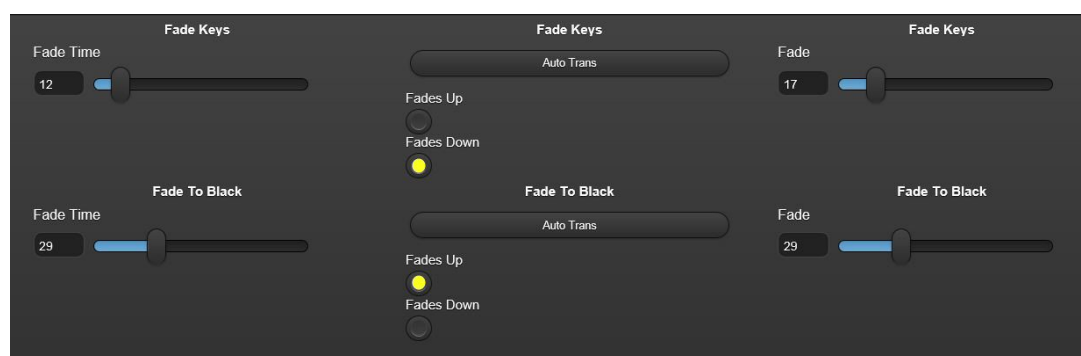 Fade Keys
Fade Time
12
Fade Keys
Auto Trans
Fades Up
Fades Down
Fade Keys
Fade
17
Fade To Black
Fade Time
29
Fade To Black
Auto Trans
Fades Up
Fades Down
Fade To Black
Fade
29